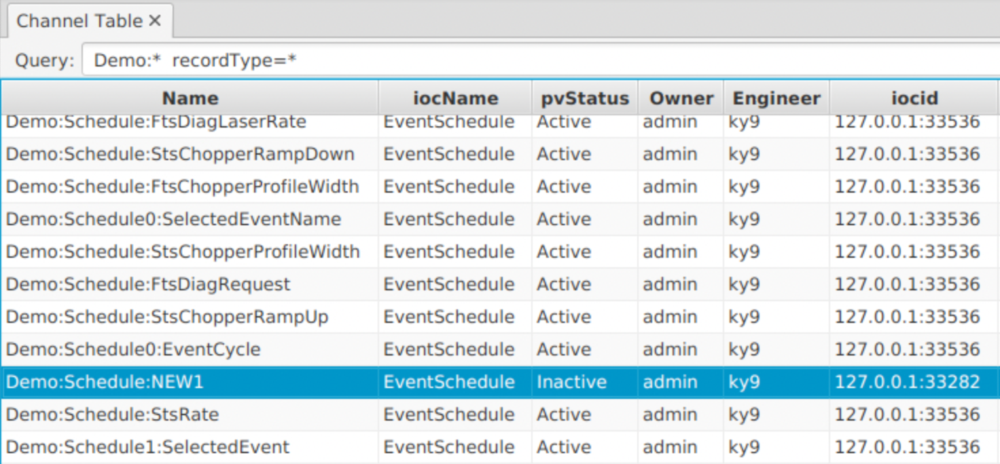 Channel Table ×
Query: Demo:* recordType=*
Name iocName pvStatus Owner Engineer iocid
Demo:Schedule:FtsDiagLaserRate EventSchedule Active admin ky9 127.0.0.1:33536
Demo:Schedule:StsChopperRampDown EventSchedule Active admin ky9 127.0.0.1:33536
Demo:Schedule:FtsChopperProfileWidth EventSchedule Active admin ky9 127.0.0.1:33536
Demo:Schedule0:SelectedEventName EventSchedule Active admin ky9 127.0.0.1:33536
Demo:Schedule:StsChopperProfileWidth EventSchedule Active admin ky9 127.0.0.1:33536
Demo:Schedule:FtsDiagRequest EventSchedule Active admin ky9 127.0.0.1:33536
Demo:Schedule:StsChopperRampUp EventSchedule Active admin ky9 127.0.0.1:33536
Demo:Schedule0:EventCycle EventSchedule Active admin ky9 127.0.0.1:33536
Demo:Schedule:NEW1 EventSchedule Inactive admin ky9 127.0.0.1:33282
Demo:Schedule:StsRate EventSchedule Active admin ky9 127.0.0.1:33536
Demo:Schedule1:SelectedEvent EventSchedule Active admin ky9 127.0.0.1:33536